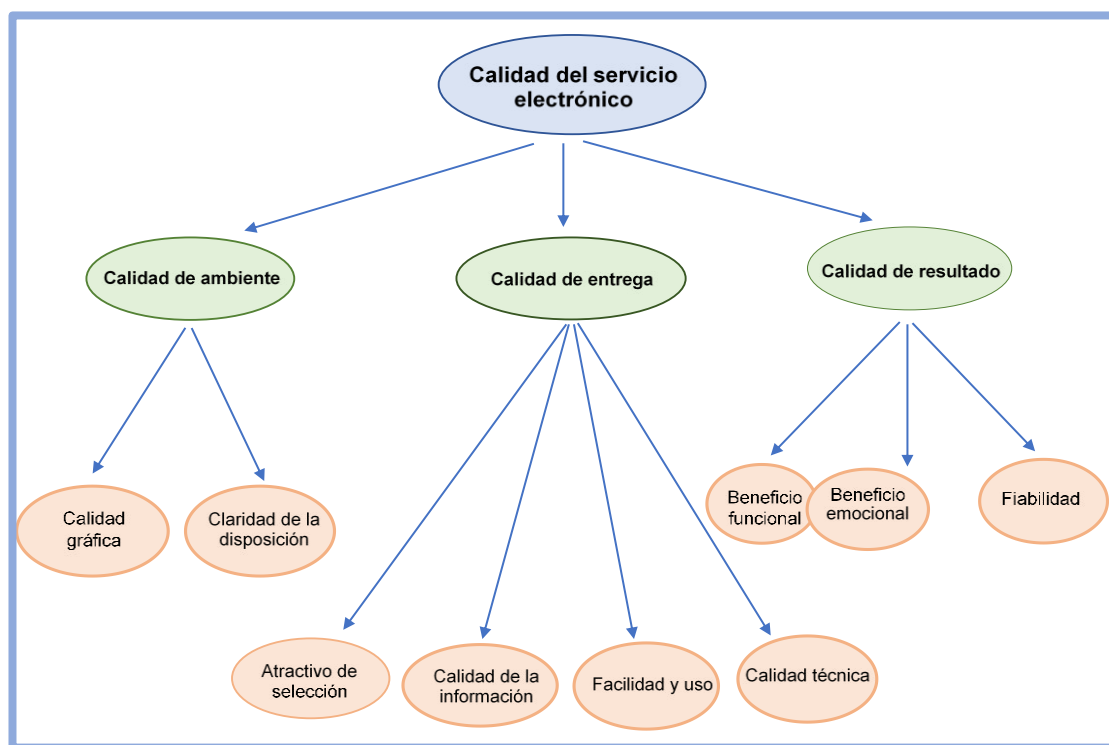 Calidad del servicio
electrónico
Calidad de ambiente
Calidad de entrega
Calidad de resultado
Calidad
gráfica
Claridad de la
disposición
Beneficio
funcional
Beneficio
emocional
Fiabilidad
Atractivo de
selección
Calidad de la
información
Facilidad y uso
Calidad técnica